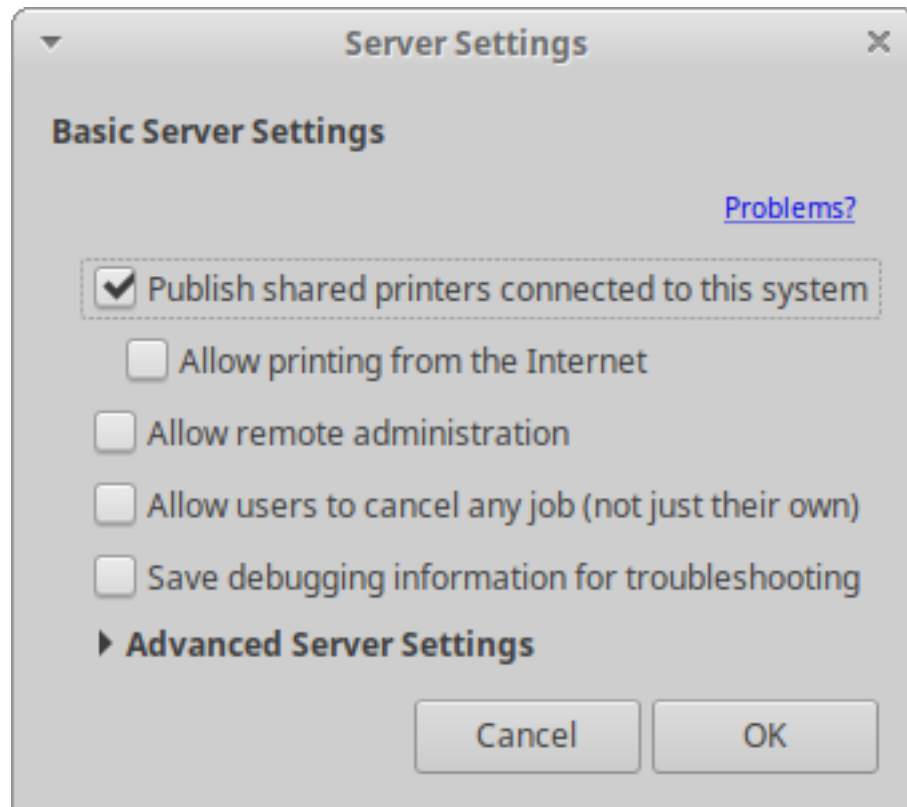 Server Settings
Basic Server Settings
Problems?
Publish shared printers connected to this system
Allow printing from the Internet
Allow remote administration
Allow users to cancel any job (not just their own)
Save debugging information for troubleshooting
Advanced Server Settings
Cancel OK